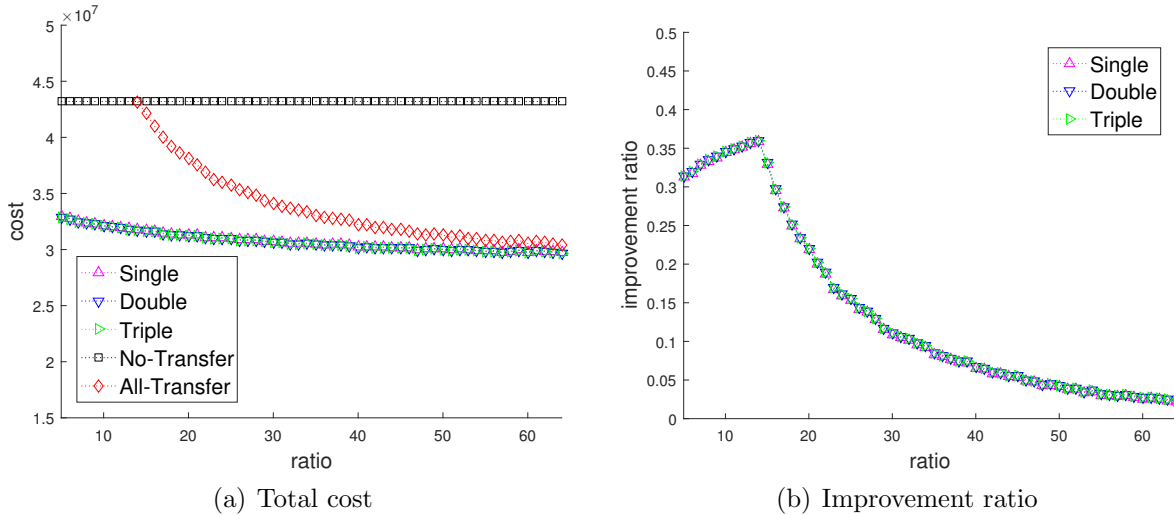 ×10⁷
5
4.5
4
3.5
3
2.5
2
1.5
cost
10 20 30 40 50 60
ratio
Single
Double
Triple
No-Transfer
All-Transfer
(a) Total cost
0.5
0.45
0.4
0.35
0.3
0.25
0.2
0.15
0.1
0.05
0
improvement ratio
10 20 30 40 50 60
ratio
Single
Double
Triple
(b) Improvement ratio